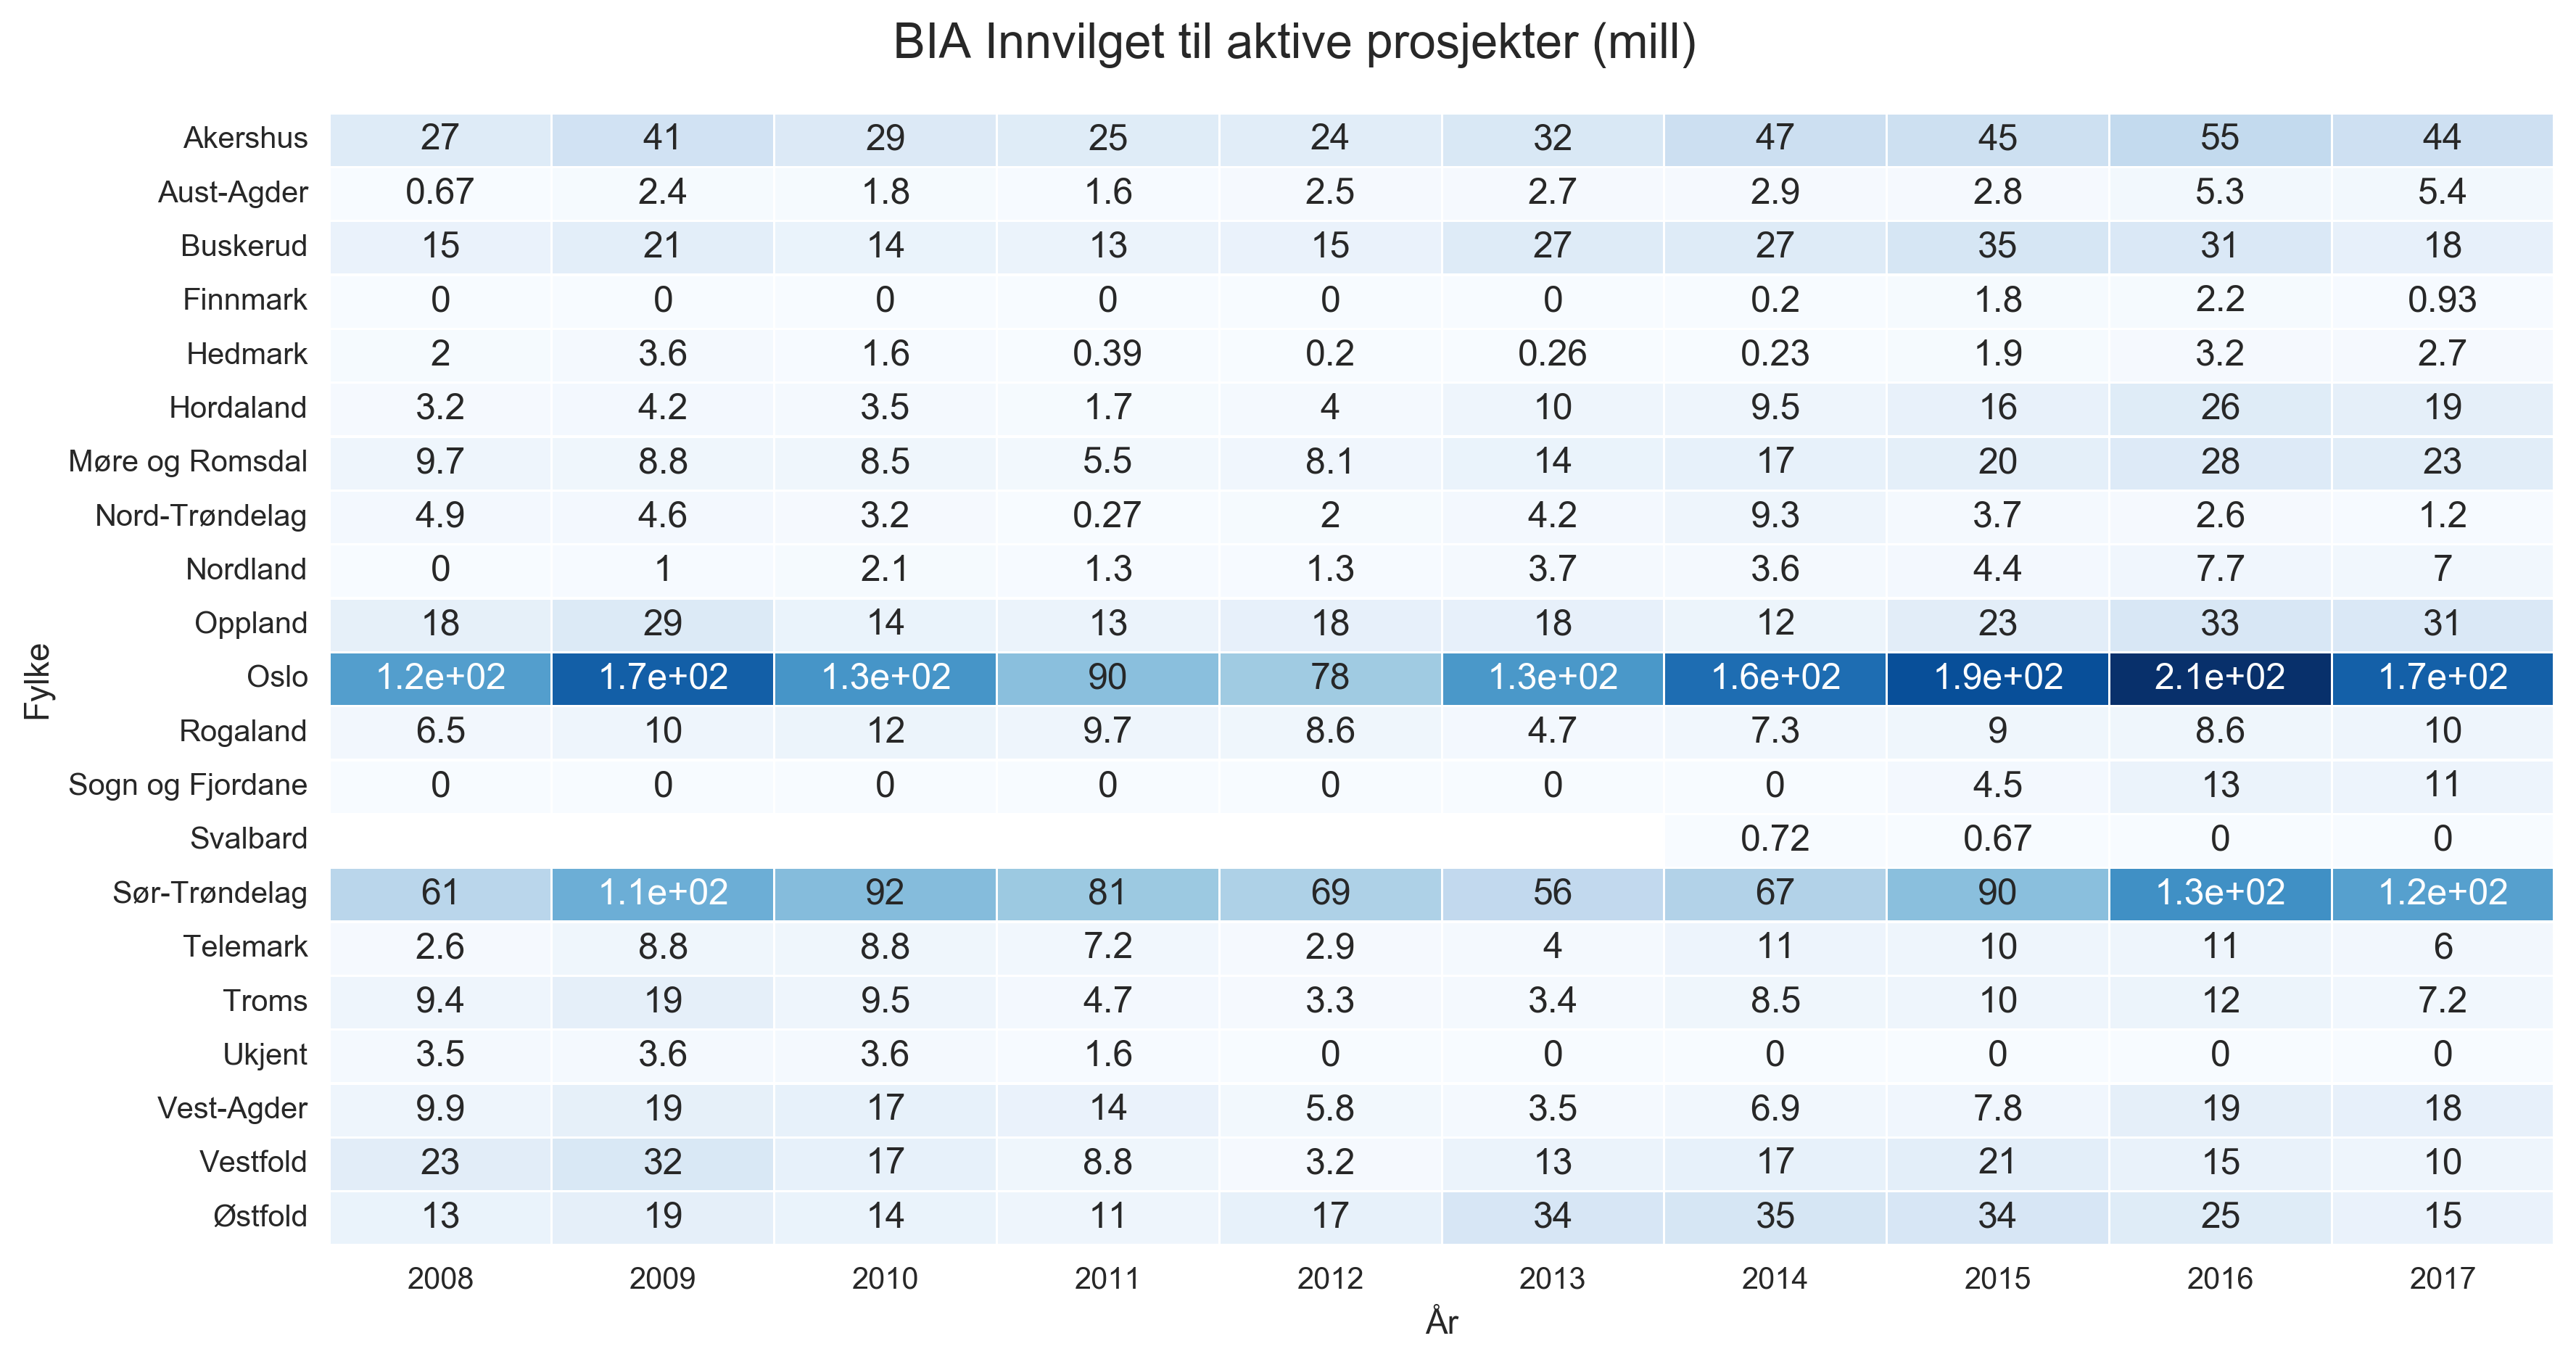 BIA Innvilget til aktive prosjekter (mill)
Akershus 27 41 29 25 24 32 47 45 55 44
Aust-Agder 0.67 2.4 1.8 1.6 2.5 2.7 2.9 2.8 5.3 5.4
Buskerud 15 21 14 13 15 27 27 35 31 18
Finnmark 0 0 0 0 0 0 0.2 1.8 2.2 0.93
Hedmark 2 3.6 1.6 0.39 0.2 0.26 0.23 1.9 3.2 2.7
Hordaland 3.2 4.2 3.5 1.7 4 10 9.5 16 26 19
Møre og Romsdal 9.7 8.8 8.5 5.5 8.1 14 17 20 28 23
Nord-Trøndelag 4.9 4.6 3.2 0.27 2 4.2 9.3 3.7 2.6 1.2
Nordland 0 1 2.1 1.3 1.3 3.7 3.6 4.4 7.7 7
Oppland 18 29 14 13 18 18 12 23 33 31
Oslo 1.2e+02 1.7e+02 1.3e+02 90 78 1.3e+02 1.6e+02 1.9e+02 2.1e+02 1.7e+02
Rogaland 6.5 10 12 9.7 8.6 4.7 7.3 9 8.6 10
Sogn og Fjordane 0 0 0 0 0 0 0 4.5 13 11
Svalbard 0.72 0.67 0 0
Sør-Trøndelag 61 1.1e+02 92 81 69 56 67 90 1.3e+02 1.2e+02
Telemark 2.6 8.8 8.8 7.2 2.9 4 11 10 11 6
Troms 9.4 19 9.5 4.7 3.3 3.4 8.5 10 12 7.2
Ukjent 3.5 3.6 3.6 1.6 0 0 0 0 0 0
Vest-Agder 9.9 19 17 14 5.8 3.5 6.9 7.8 19 18
Vestfold 23 32 17 8.8 3.2 13 17 21 15 10
Østfold 13 19 14 11 17 34 35 34 25 15
2008 2009 2010 2011 2012 2013 2014 2015 2016 2017
År
Fylke